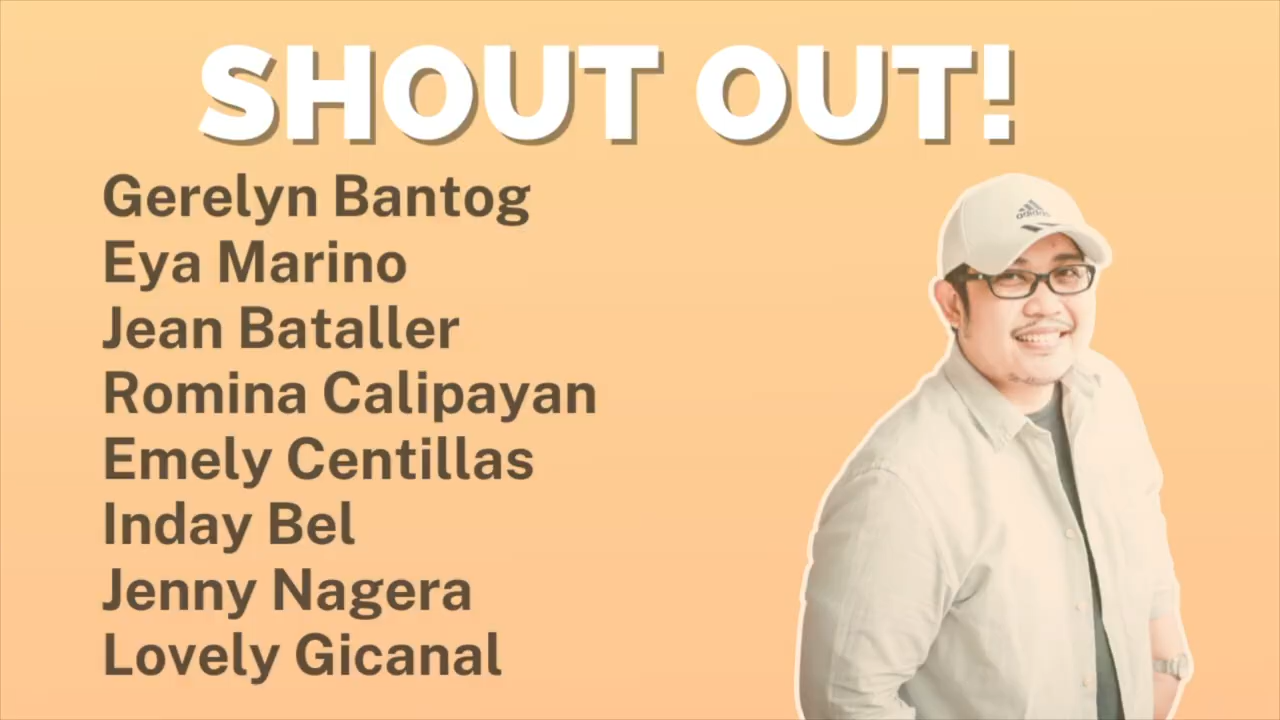 SHOUT OUT!
Gerelyn Bantog
Eya Marino
Jean Bataller
Romina Calipayan
Emely Centillas
Inday Bel
Jenny Nagera
Lovely Gicanal
adidas